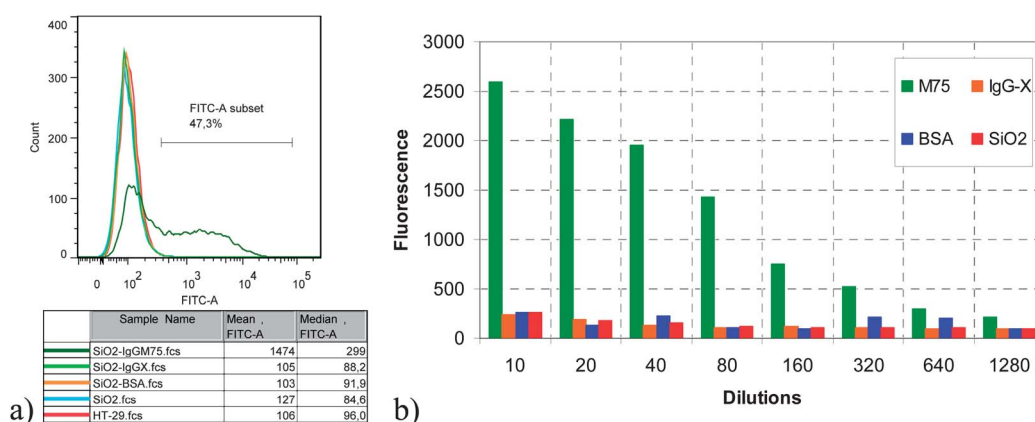 400
300
200
100
0
Count
FITC-A subset
47,3%
0 10^2 10^3 10^4 10^5
FITC-A
Sample Name Mean , FITC-A Median , FITC-A
SiO2-IgGM75.fcs 1474 299
SiO2-IgGX.fcs 105 88,2
SiO2-BSA.fcs 103 91,9
SiO2.fcs 127 84,6
HT-29.fcs 106 96,0
a)
3000
2500
2000
1500
1000
500
0
Fluorescence
M75 IgG-X
BSA SiO2
10 20 40 80 160 320 640 1280
Dilutions
b)